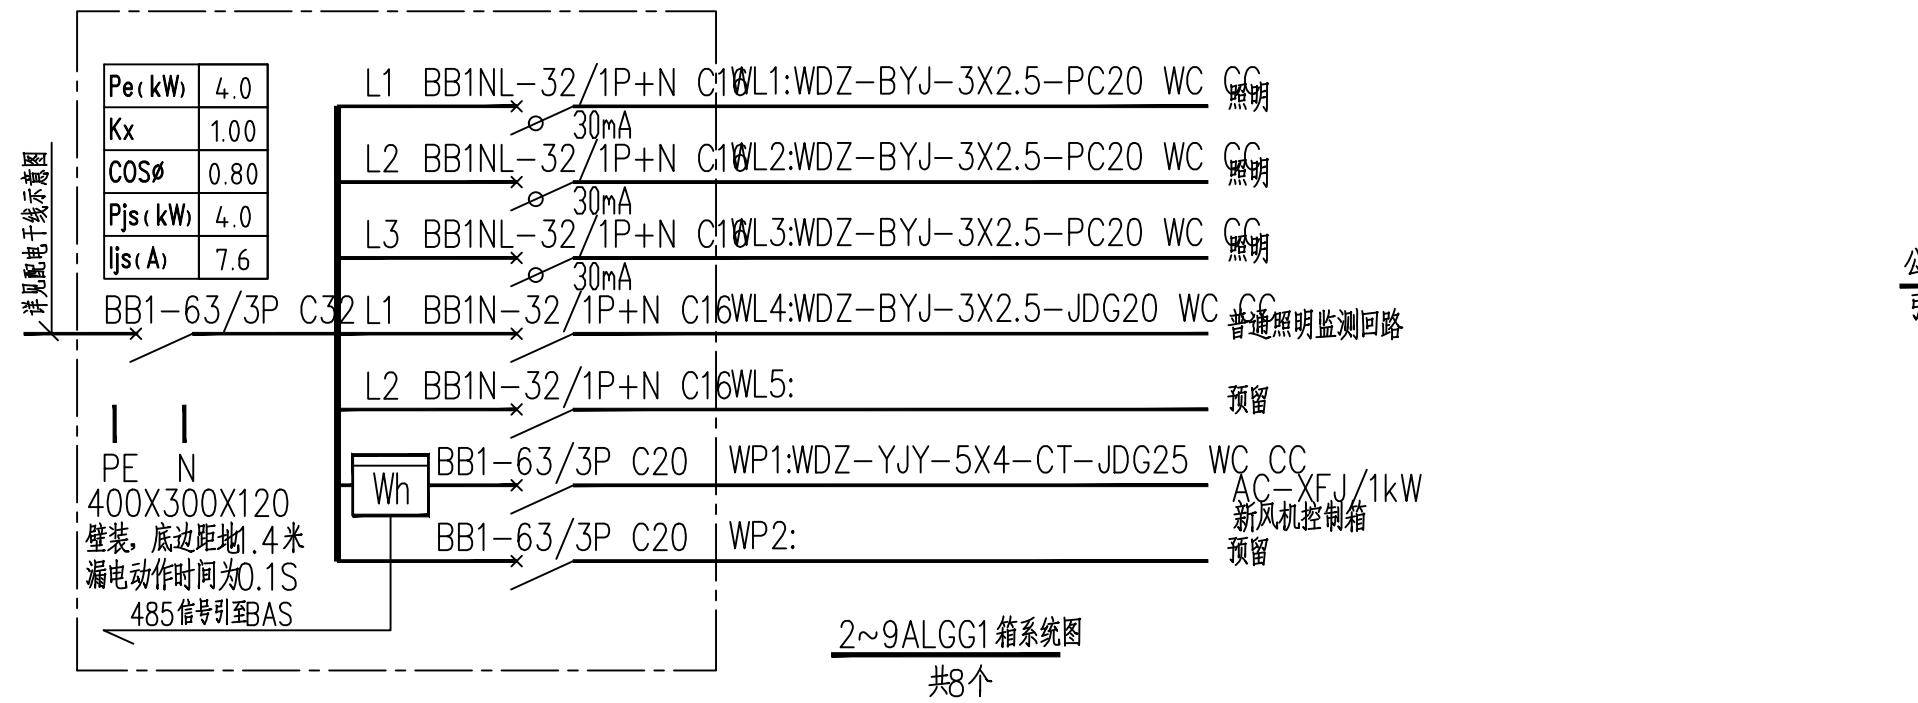 Pe(kW) 4.0
Kx 1.00
COSø 0.80
Pjs(kW) 4.0
Ijs(A) 7.6
详见配电干线示意图
BB1-63/3P C32
L1 BB1NL-32/1P+N C16 WL1:WDZ-BYJ-3X2.5-PC20 WC CC 照明
30mA
L2 BB1NL-32/1P+N C16 WL2:WDZ-BYJ-3X2.5-PC20 WC CC 照明
30mA
L3 BB1NL-32/1P+N C16 WL3:WDZ-BYJ-3X2.5-PC20 WC CC 照明
30mA
L1 BB1N-32/1P+N C16 WL4:WDZ-BYJ-3X2.5-JDG20 WC CC 普通照明监测回路
L2 BB1N-32/1P+N C16 WL5: 预留
Wh BB1-63/3P C20 WP1:WDZ-YJY-5X4-CT-JDG25 WC CC
AC-XFJ/1kW
新风机控制箱
BB1-63/3P C20 WP2: 预留
PE N
400X300X120
壁装，底边距地1.4米
漏电动作时间为0.1S
485信号引至BAS
2~9ALGG1箱系统图
共8个